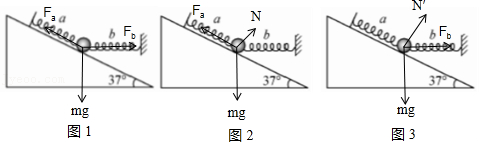 Fa a b Fb 37° mg 图1
Fa a N b 37° mg 图2
a N′ b Fb 37° mg 图3